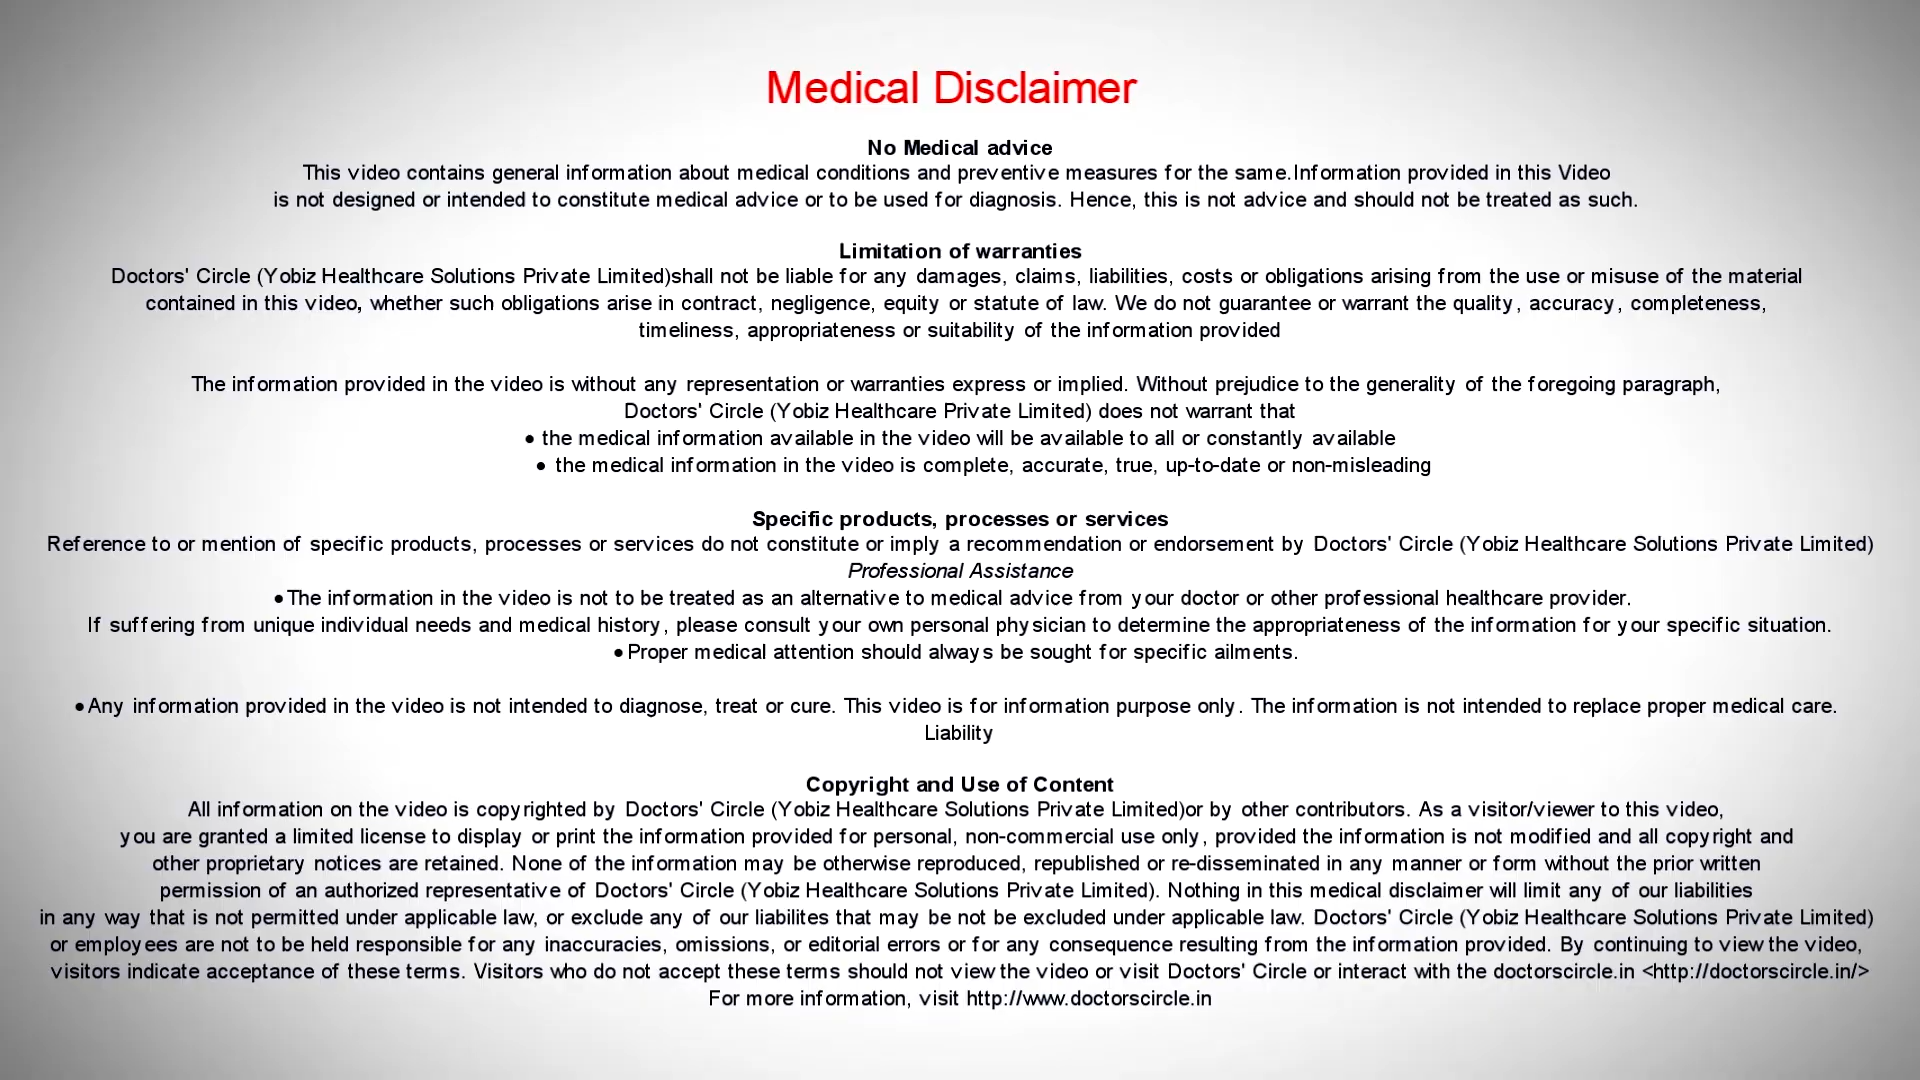 Medical Disclaimer
No Medical advice
This video contains general information about medical conditions and preventive measures for the same.Information provided in this Video
is not designed or intended to constitute medical advice or to be used for diagnosis. Hence, this is not advice and should not be treated as such.
Limitation of warranties
Doctors' Circle (Yobiz Healthcare Solutions Private Limited)shall not be liable for any damages, claims, liabilities, costs or obligations arising from the use or misuse of the material
contained in this video, whether such obligations arise in contract, negligence, equity or statute of law. We do not guarantee or warrant the quality, accuracy, completeness,
timeliness, appropriateness or suitability of the information provided
The information provided in the video is without any representation or warranties express or implied. Without prejudice to the generality of the foregoing paragraph,
Doctors' Circle (Yobiz Healthcare Private Limited) does not warrant that
• the medical information available in the video will be available to all or constantly available
• the medical information in the video is complete, accurate, true, up-to-date or non-misleading
Specific products, processes or services
Reference to or mention of specific products, processes or services do not constitute or imply a recommendation or endorsement by Doctors' Circle (Yobiz Healthcare Solutions Private Limited)
Professional Assistance
•The information in the video is not to be treated as an alternative to medical advice from your doctor or other professional healthcare provider.
If suffering from unique individual needs and medical history, please consult your own personal physician to determine the appropriateness of the information for your specific situation.
•Proper medical attention should always be sought for specific ailments.
•Any information provided in the video is not intended to diagnose, treat or cure. This video is for information purpose only. The information is not intended to replace proper medical care.
Liability
Copyright and Use of Content
All information on the video is copyrighted by Doctors' Circle (Yobiz Healthcare Solutions Private Limited)or by other contributors. As a visitor/viewer to this video,
you are granted a limited license to display or print the information provided for personal, non-commercial use only, provided the information is not modified and all copyright and
other proprietary notices are retained. None of the information may be otherwise reproduced, republished or re-disseminated in any manner or form without the prior written
permission of an authorized representative of Doctors' Circle (Yobiz Healthcare Solutions Private Limited). Nothing in this medical disclaimer will limit any of our liabilities
in any way that is not permitted under applicable law, or exclude any of our liabilites that may be not be excluded under applicable law. Doctors' Circle (Yobiz Healthcare Solutions Private Limited)
or employees are not to be held responsible for any inaccuracies, omissions, or editorial errors or for any consequence resulting from the information provided. By continuing to view the video,
visitors indicate acceptance of these terms. Visitors who do not accept these terms should not view the video or visit Doctors' Circle or interact with the doctorscircle.in <http://doctorscircle.in/>
For more information, visit http://www.doctorscircle.in